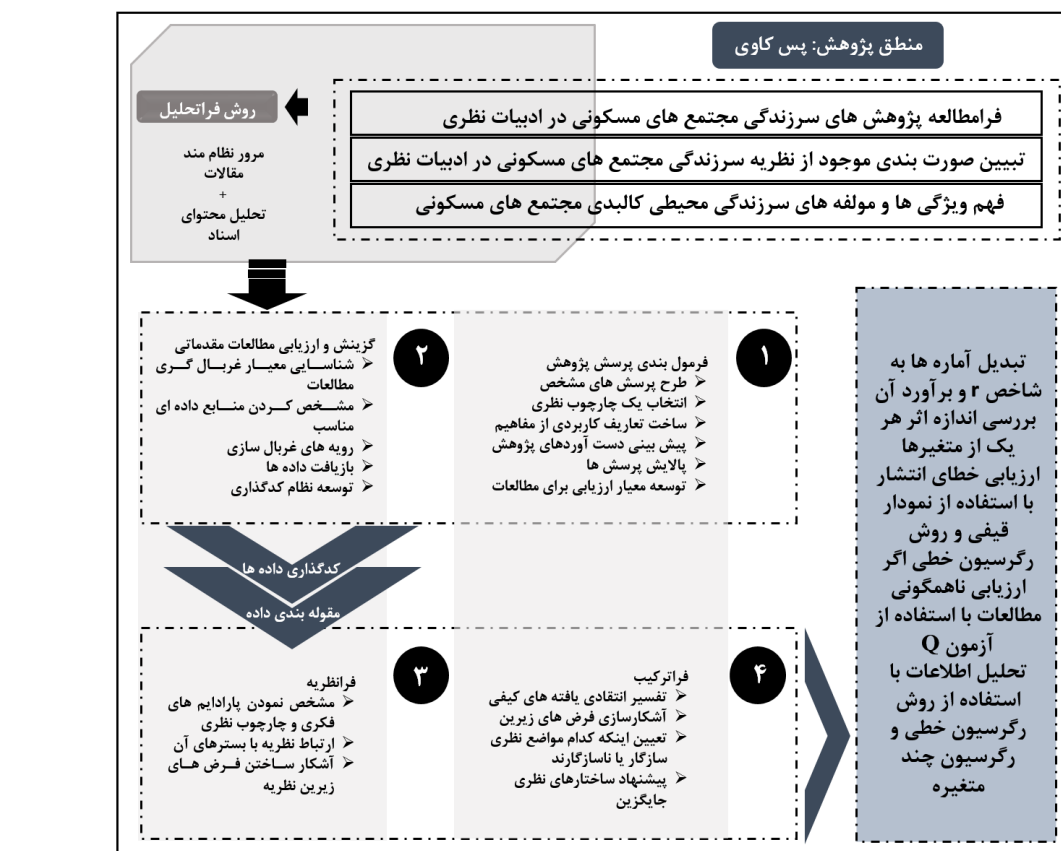 منطق پژوهش: پس کاوی
فرامطالعه پژوهش های سرزندگی مجتمع های مسکونی در ادبیات نظری
تبیین صورت بندی موجود از نظریه سرزندگی مجتمع های مسکونی در ادبیات نظری
فهم ویژگی ها و مولفه های سرزندگی محیطی کالبدی مجتمع های مسکونی
روش فراتحلیل
مرور نظام مند
مقالات
+
تحلیل محتوای
اسناد
۱
فرمول بندی پرسش پژوهش
➢ طرح پرسش های مشخص
➢ انتخاب یک چارچوب نظری
➢ ساخت تعاریف کاربردی از مفاهیم
➢ پیش بینی دست آوردهای پژوهش
➢ پالایش پرسش ها
➢ توسعه معیار ارزیابی برای مطالعات
۲
گزینش و ارزیابی مطالعات مقدماتی
➢ شناسایی معیار غربال گری
مطالعات
➢ مشخص کردن منابع داده ای
مناسب
➢ رویه های غربال سازی
➢ بازیافت داده ها
➢ توسعه نظام کدگذاری
کدگذاری داده ها
مقوله بندی داده
۳
فرانظریه
➢ مشخص نمودن پارادایم های
فکری و چارچوب نظری
➢ ارتباط نظریه با بسترهای آن
➢ آشکار ساختن فرض های
زیرین نظریه
۴
فراترکیب
➢ تفسیر انتقادی یافته های کیفی
➢ آشکارسازی فرض های زیرین
➢ تعیین اینکه کدام مواضع نظری
سازگار یا ناسازگارند
➢ پیشنهاد ساختارهای نظری
جایگزین
تبدیل آماره ها به
شاخص r و برآورد آن
بررسی اندازه اثر هر
یک از متغیرها
ارزیابی خطای انتشار
با استفاده از نمودار
قیفی و روش
رگرسیون خطی اگر
ارزیابی ناهمگونی
مطالعات با استفاده از
آزمون Q
تحلیل اطلاعات با
استفاده از روش
رگرسیون خطی و
رگرسیون چند
متغیره